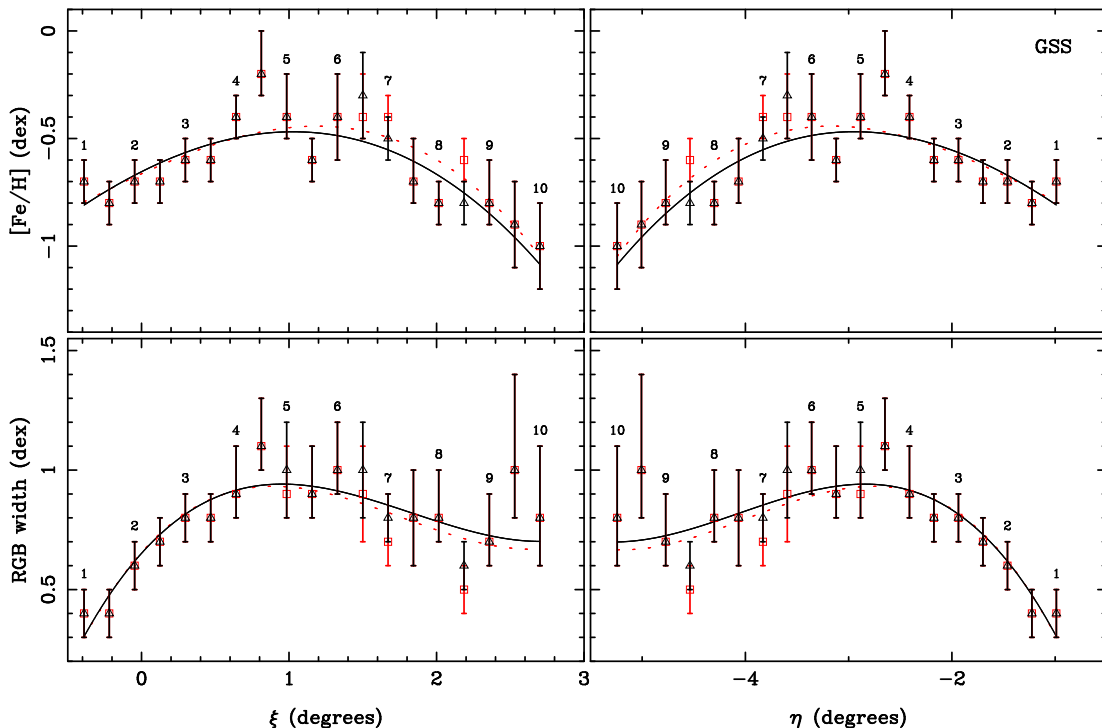 0
−0.5
−1
[Fe/H] (dex)
1 2 3 4 5 6 7 8 9 10
GSS
10 9 8 7 6 5 4 3 2 1
1.5
1
0.5
RGB width (dex)
1 2 3 4 5 6 7 8 9 10
10 9 8 7 6 5 4 3 2 1
0 1 2 3
−4 −2
ξ (degrees)
η (degrees)